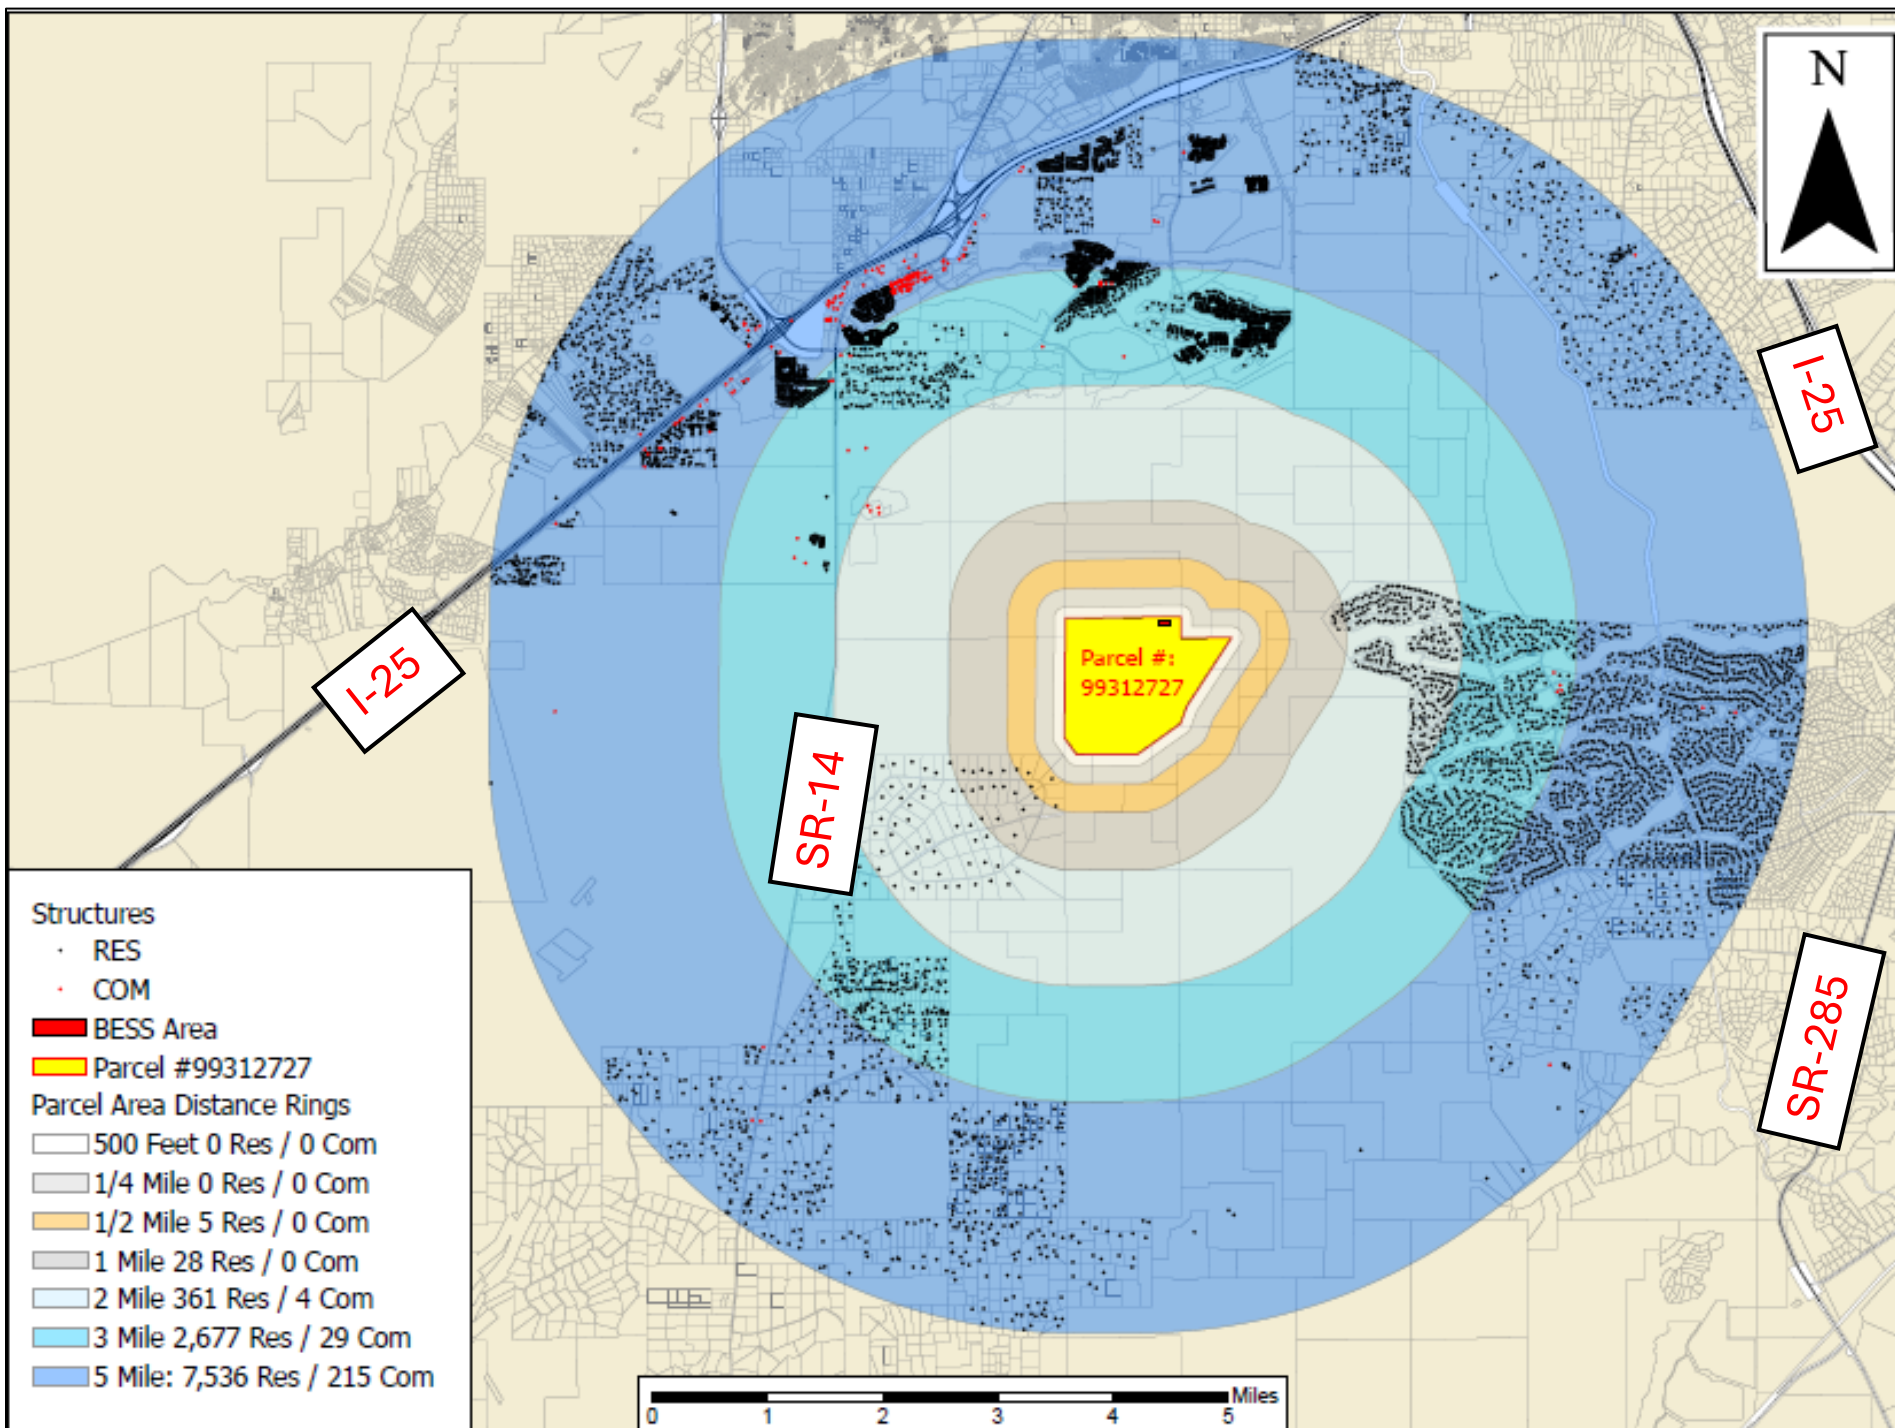 N
I-25
Parcel #:
99312727
I-25
SR-14
SR-285
Structures
RES
COM
BESS Area
Parcel #99312727
Parcel Area Distance Rings
500 Feet 0 Res / 0 Com
1/4 Mile 0 Res / 0 Com
1/2 Mile 5 Res / 0 Com
1 Mile 28 Res / 0 Com
2 Mile 361 Res / 4 Com
3 Mile 2,677 Res / 29 Com
5 Mile: 7,536 Res / 215 Com
Miles
0 1 2 3 4 5